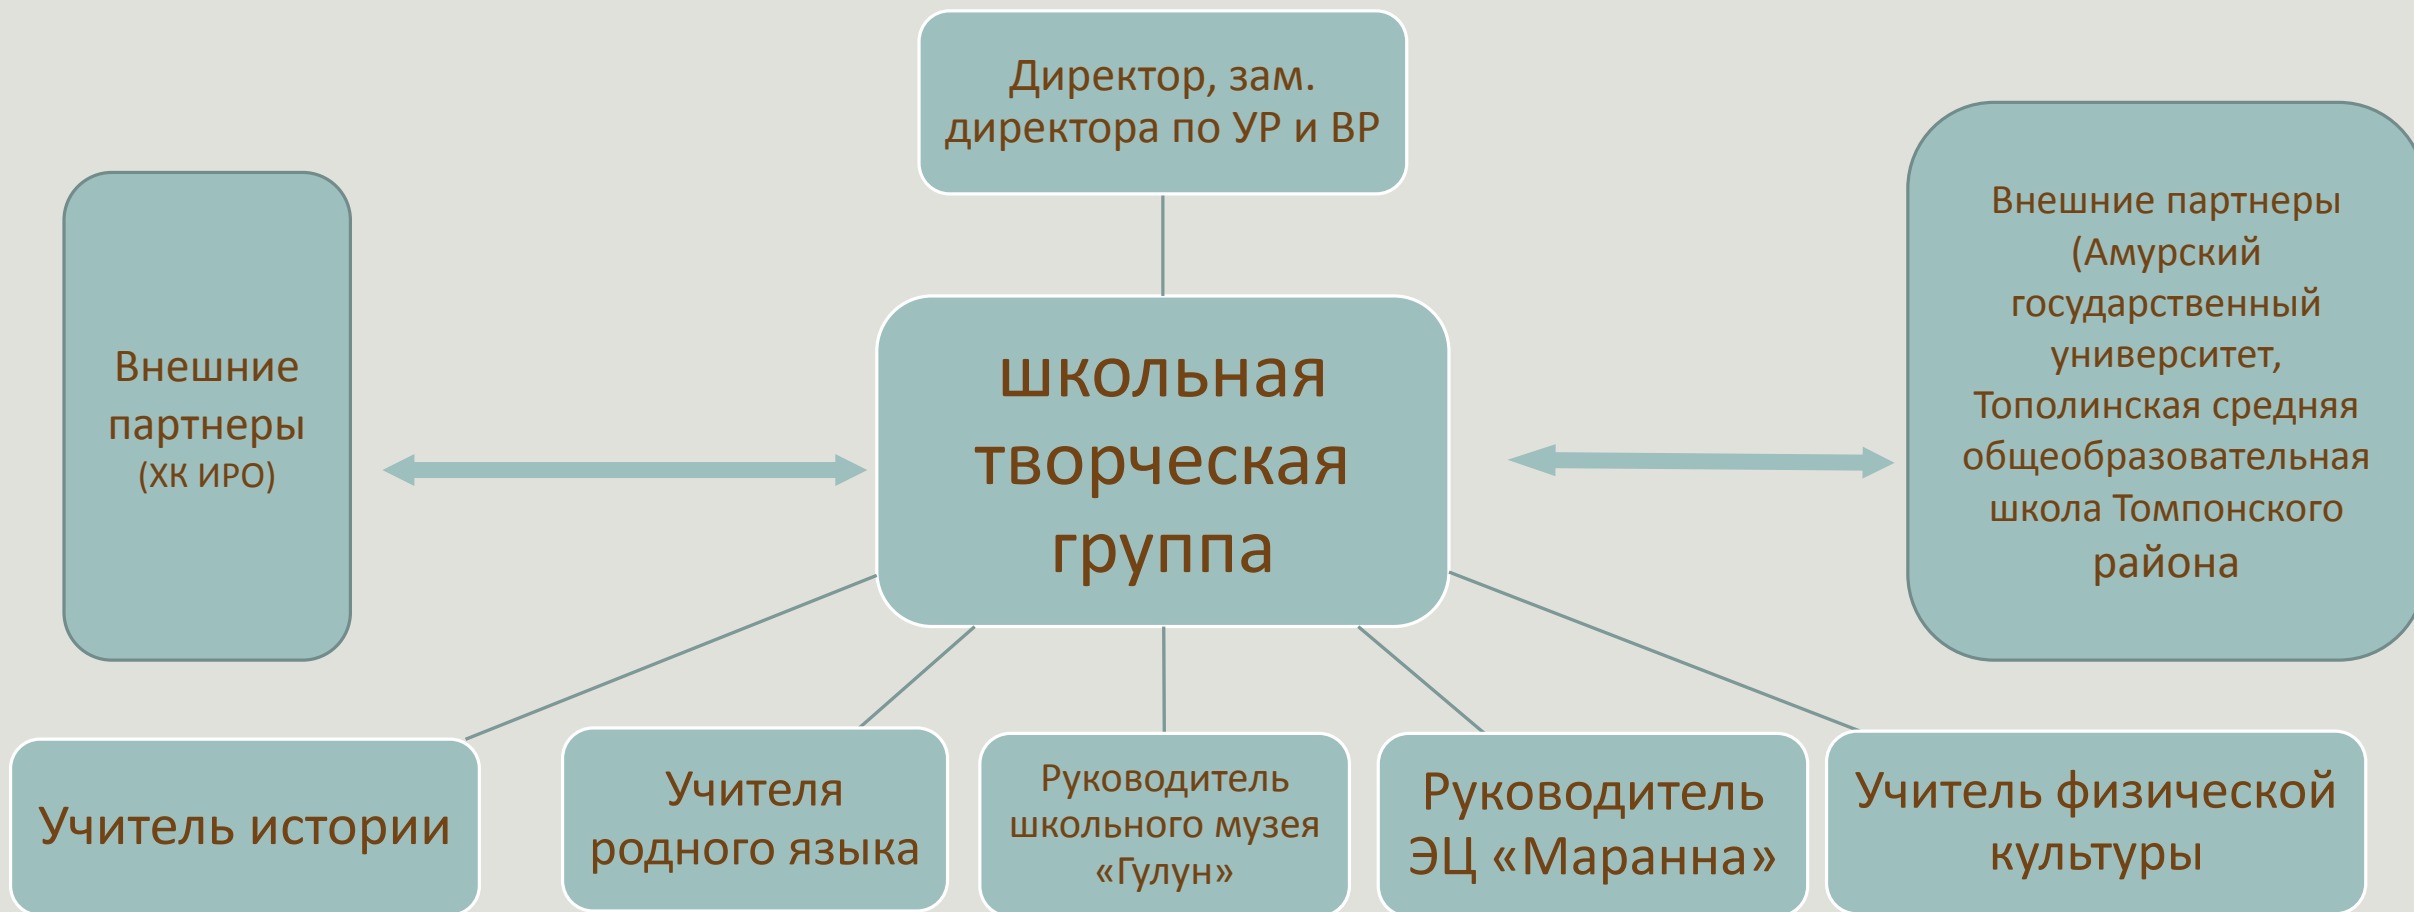 Директор, зам.
директора по УР и ВР
Внешние
партнеры
(ХК ИРО)
школьная
творческая
группа
Внешние партнеры
(Амурский
государственный
университет,
Тополинская средняя
общеобразовательная
школа Томпонского
района
Учитель истории
Учителя
родного языка
Руководитель
школьного музея
«Гулун»
Руководитель
ЭЦ «Маранна»
Учитель физической
культуры